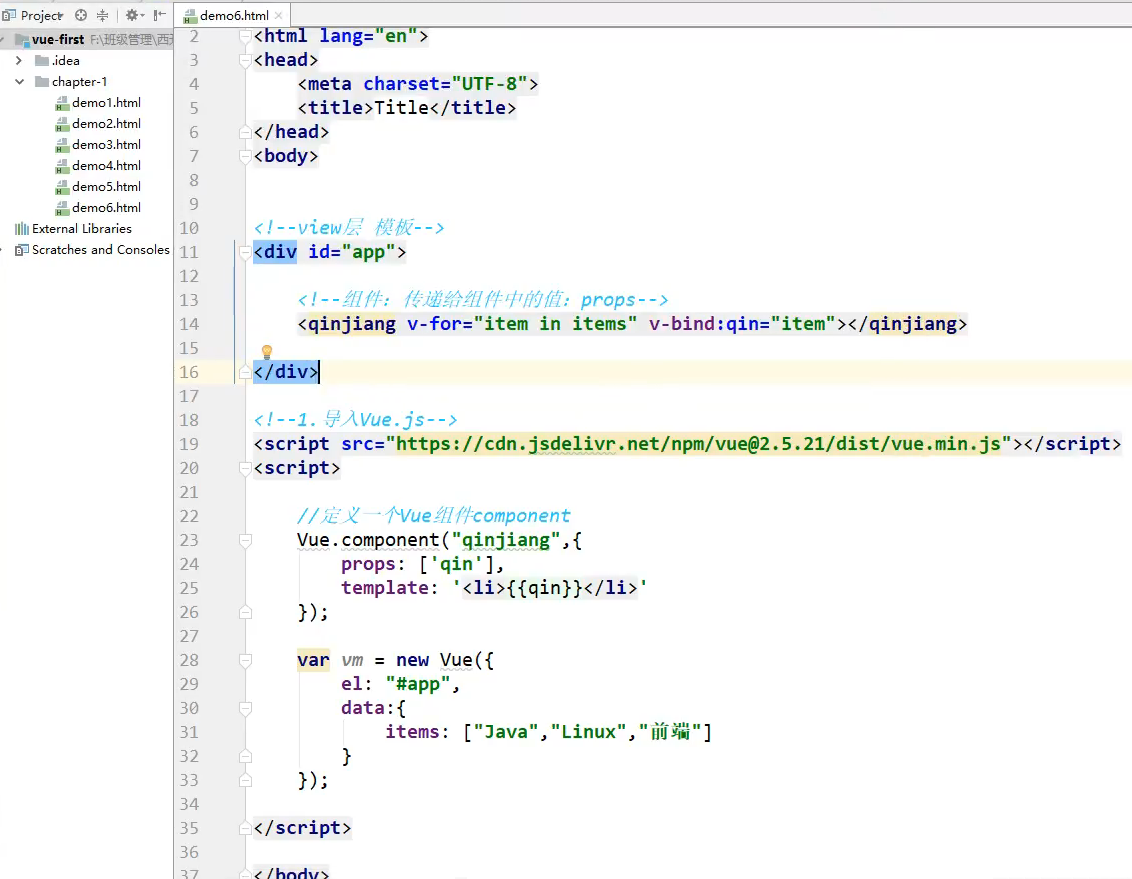 Project
demo6.html
vue-first F:\班级管理\西
.idea
chapter-1
demo1.html
demo2.html
demo3.html
demo4.html
demo5.html
demo6.html
External Libraries
Scratches and Consoles
2 <html lang="en">
3 <head>
4 <meta charset="UTF-8">
5 <title>Title</title>
6 </head>
7 <body>
8
9
10 <!--view层 模板-->
11 <div id="app">
12
13 <!--组件: 传递给组件中的值: props-->
14 <qinjiang v-for="item in items" v-bind:qin="item"></qinjiang>
15
16 </div>
17
18 <!--1. 导入Vue.js-->
19 <script src="https://cdn.jsdelivr.net/npm/vue@2.5.21/dist/vue.min.js"></script>
20 <script>
21
22 //定义一个Vue组件component
23 Vue.component("qinjiang",{
24 props: ['qin'],
25 template: '<li>{{qin}}</li>'
26 });
27
28 var vm = new Vue({
29 el: "#app",
30 data:{
31 items: ["Java","Linux","前端"]
32 }
33 });
34
35 </script>
36
37 </body>